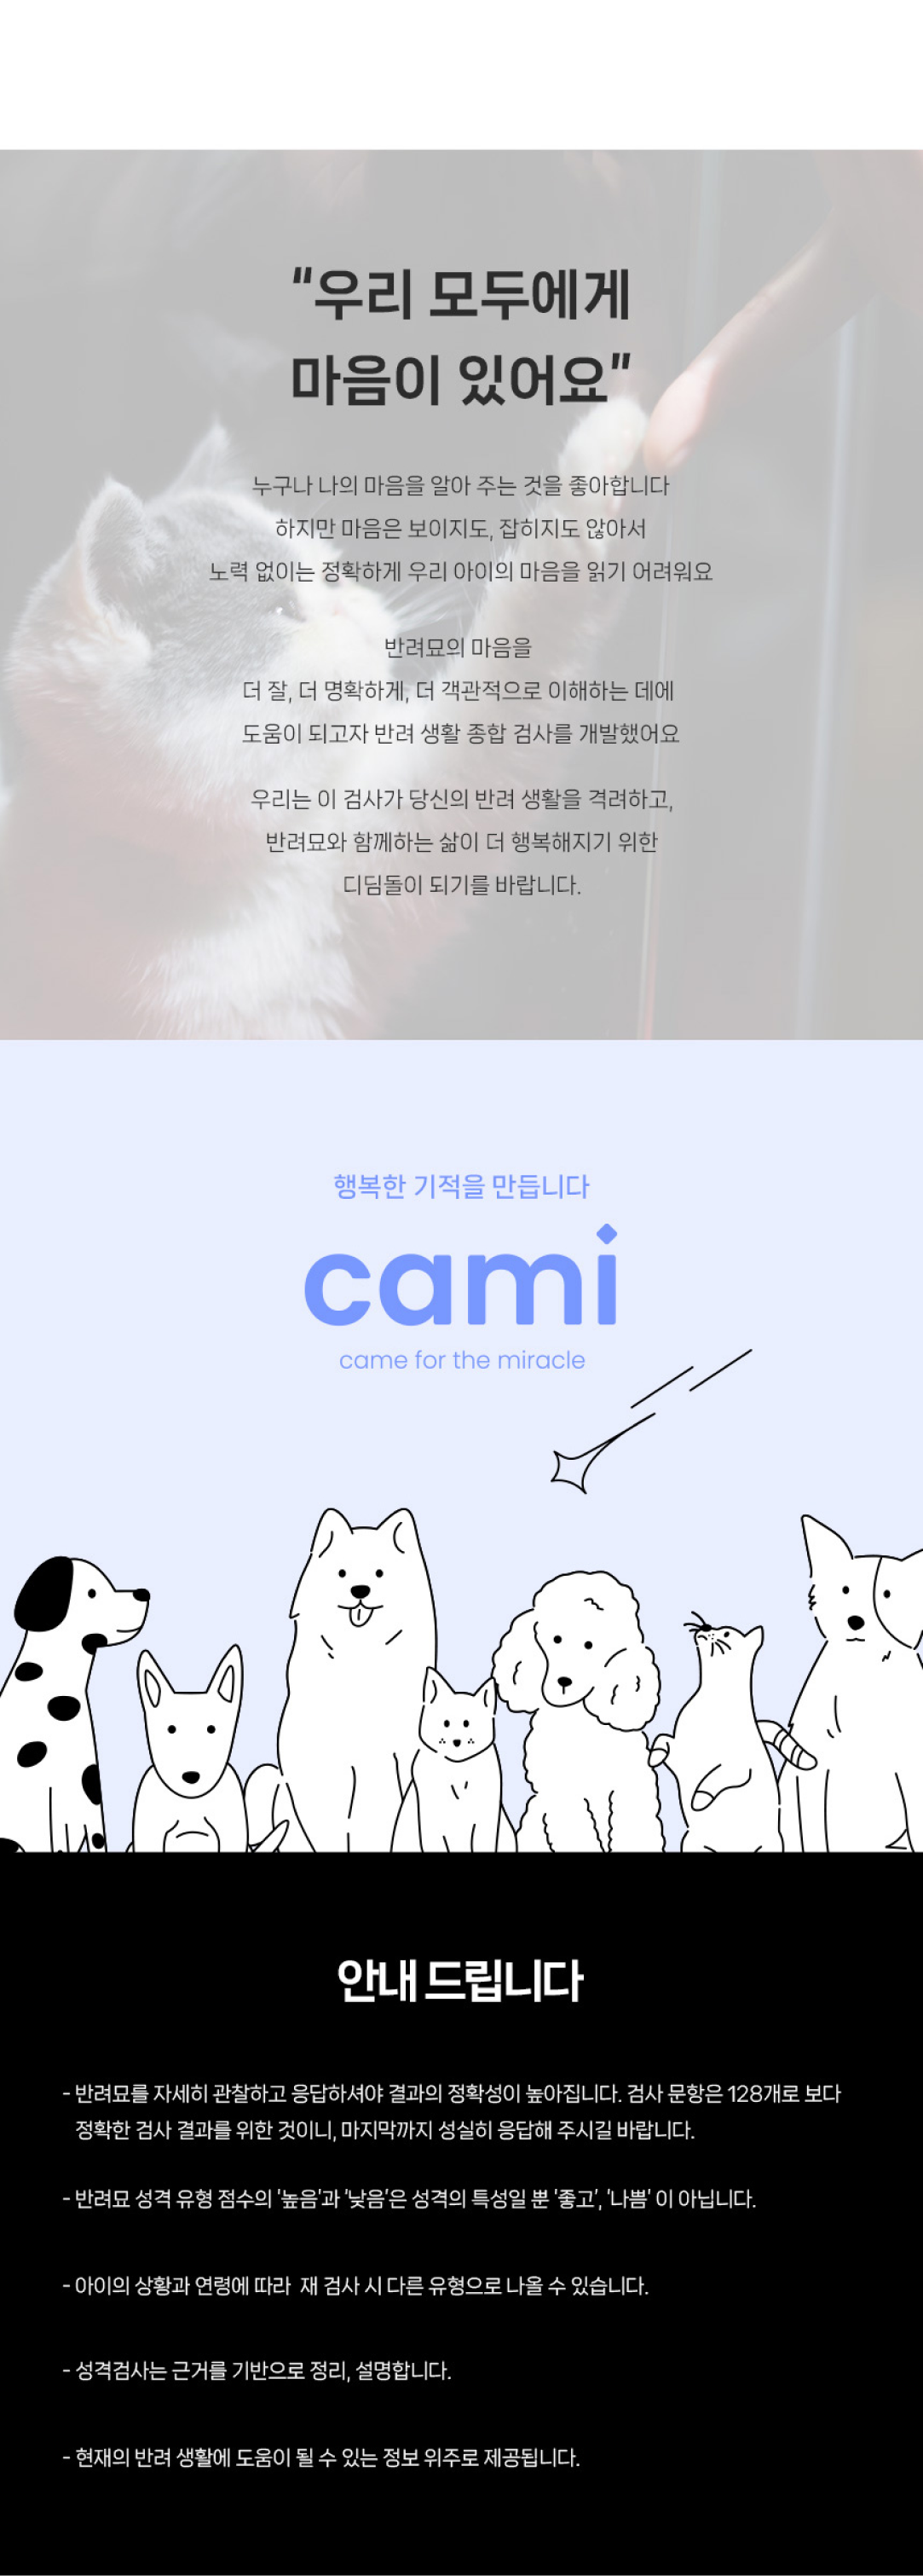 “우리 모두에게
마음이 있어요”
누구나 나의 마음을 알아 주는 것을 좋아합니다
하지만 마음은 보이지도, 잡히지도 않아서
노력 없이는 정확하게 우리 아이의 마음을 읽기 어려워요
반려묘의 마음을
더 잘, 더 명확하게, 더 객관적으로 이해하는 데에
도움이 되고자 반려 생활 종합 검사를 개발했어요
우리는 이 검사가 당신의 반려 생활을 격려하고,
반려묘와 함께하는 삶이 더 행복해지기 위한
디딤돌이 되기를 바랍니다.
행복한 기적을 만듭니다
cami
came for the miracle
안내 드립니다
- 반려묘를 자세히 관찰하고 응답하셔야 결과의 정확성이 높아집니다. 검사 문항은 128개로 보다
정확한 검사 결과를 위한 것이니, 마지막까지 성실히 응답해 주시길 바랍니다.
- 반려묘 성격 유형 점수의 '높음'과 '낮음'은 성격의 특성일 뿐 '좋고', '나쁨' 이 아닙니다.
- 아이의 상황과 연령에 따라 재 검사 시 다른 유형으로 나올 수 있습니다.
- 성격검사는 근거를 기반으로 정리, 설명합니다.
- 현재의 반려 생활에 도움이 될 수 있는 정보 위주로 제공됩니다.